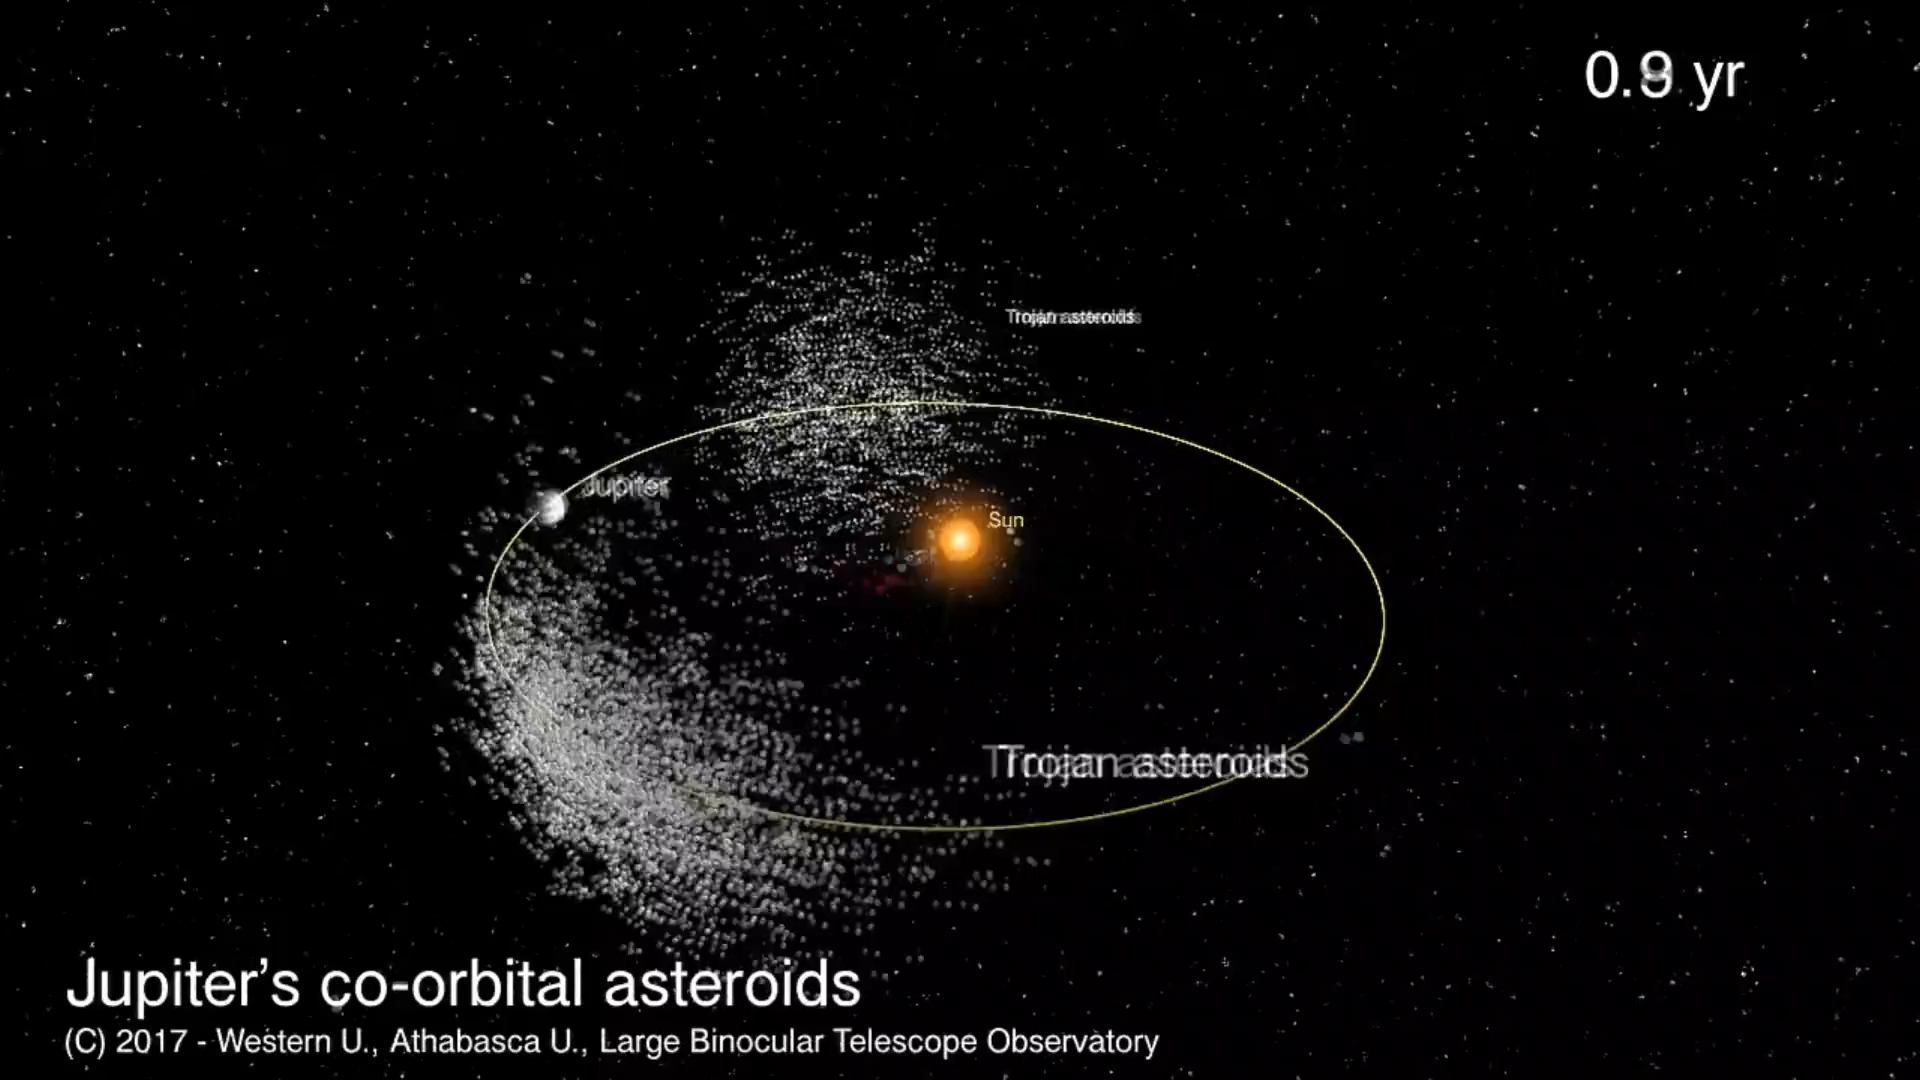 0.9 yr
Trojan asteroids
Jupiter
Sun
Trojan asteroids
Jupiter's co-orbital asteroids
(C) 2017 - Western U., Athabasca U., Large Binocular Telescope Observatory